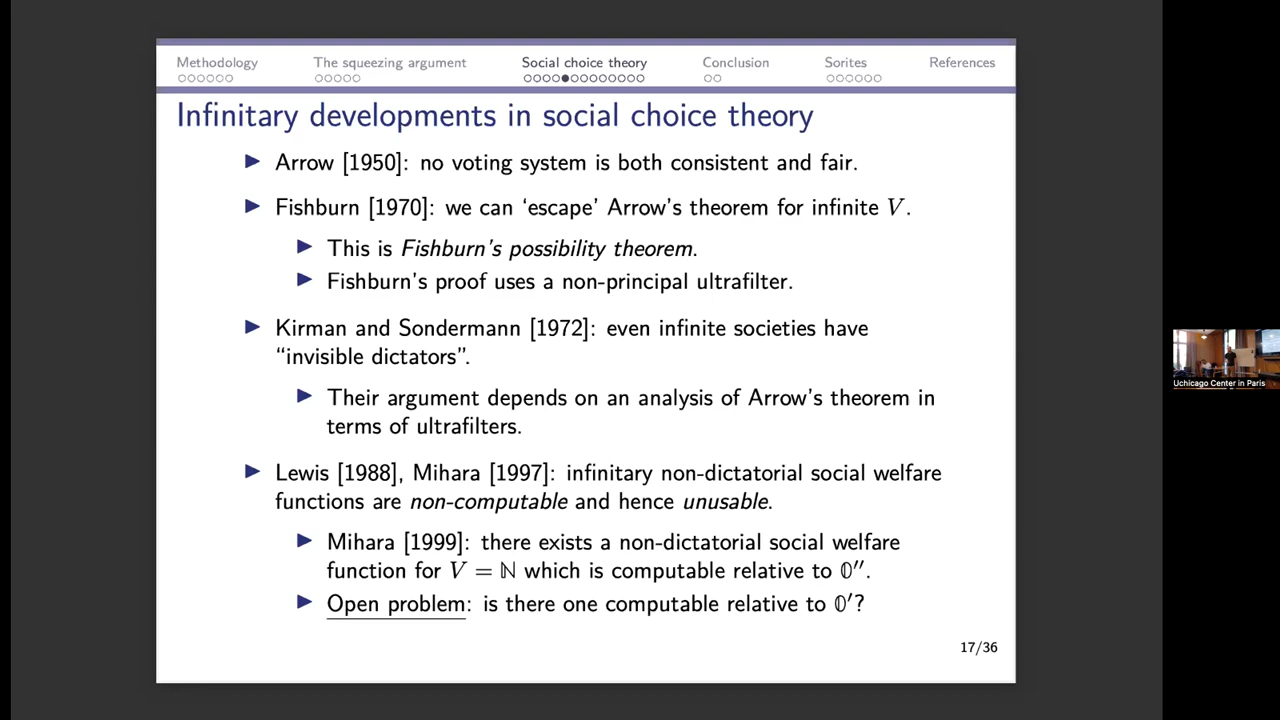 Methodology The squeezing argument Social choice theory Conclusion Sorites References
Infinitary developments in social choice theory
▶ Arrow [1950]: no voting system is both consistent and fair.
▶ Fishburn [1970]: we can ‘escape’ Arrow’s theorem for infinite V.
▶ This is Fishburn’s possibility theorem.
▶ Fishburn’s proof uses a non-principal ultrafilter.
▶ Kirman and Sondermann [1972]: even infinite societies have
“invisible dictators”.
▶ Their argument depends on an analysis of Arrow’s theorem in
terms of ultrafilters.
▶ Lewis [1988], Mihara [1997]: infinitary non-dictatorial social welfare
functions are non-computable and hence unusable.
▶ Mihara [1999]: there exists a non-dictatorial social welfare
function for V = ℕ which is computable relative to 𝟘′′.
▶ Open problem: is there one computable relative to 𝟘′?
17/36
Uchicago Center in Paris